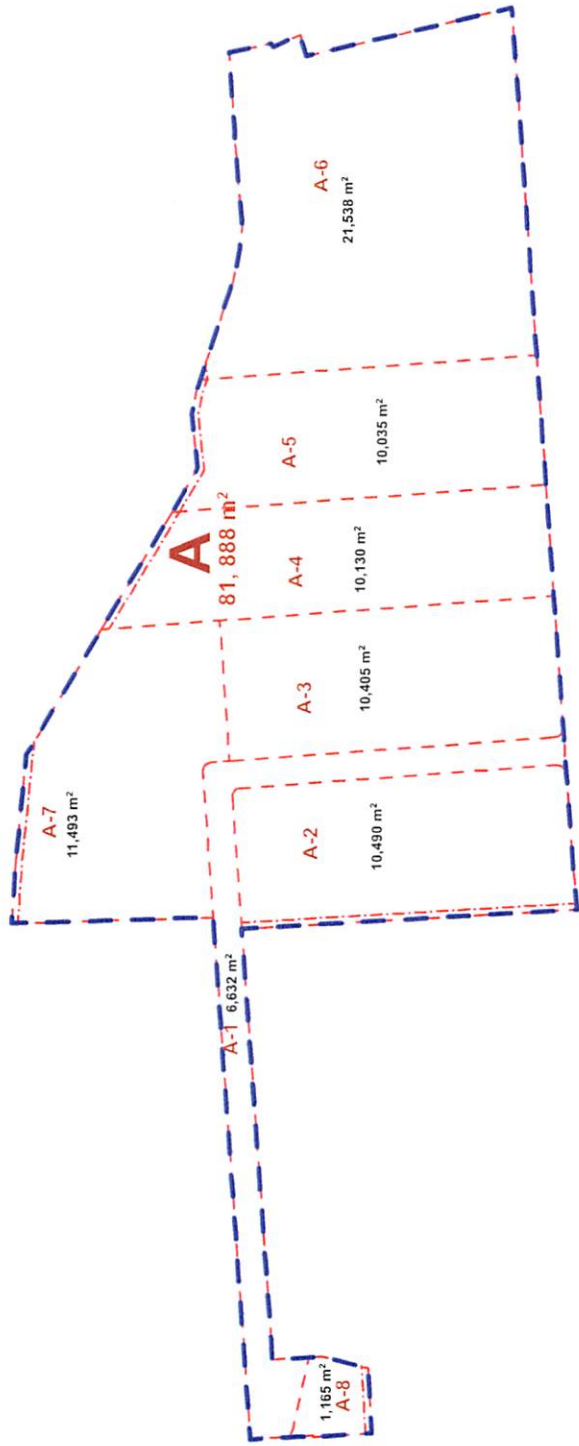 A-7
11,493 m²
A
81, 888 m²
A-6
21,538 m²
A-5
10,035 m²
A-4
10,130 m²
A-3
10,405 m²
A-2
10,490 m²
A-1 6,632 m²
1,165 m²
A-8